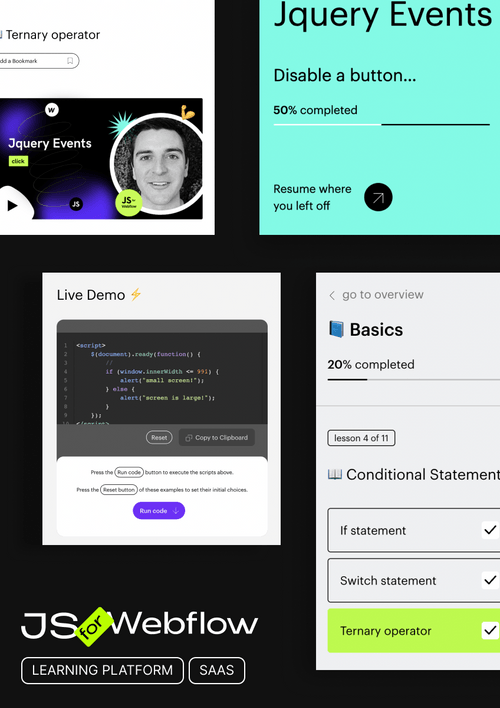 Ternary operator
dd a Bookmark
W
Jquery Events
click
JS
JS for
Webflow
Jquery Events
Disable a button...
50% completed
Resume where
you left off
Live Demo ⚡
1 <script>
2 $(document).ready(function() {
3 //
4 if (window.innerWidth <= 991) {
5 alert("small screen!");
6 } else {
7 alert("screen is large!");
8 }
9 });
10 </script>
Reset
Copy to Clipboard
Press the Run code button to execute the scripts above.
Press the Reset button of these examples to set their initial choices.
Run code ↓
< go to overview
📘 Basics
20% completed
lesson 4 of 11
📖 Conditional Statement
If statement
Switch statement
Ternary operator
JS for Webflow
LEARNING PLATFORM
SAAS